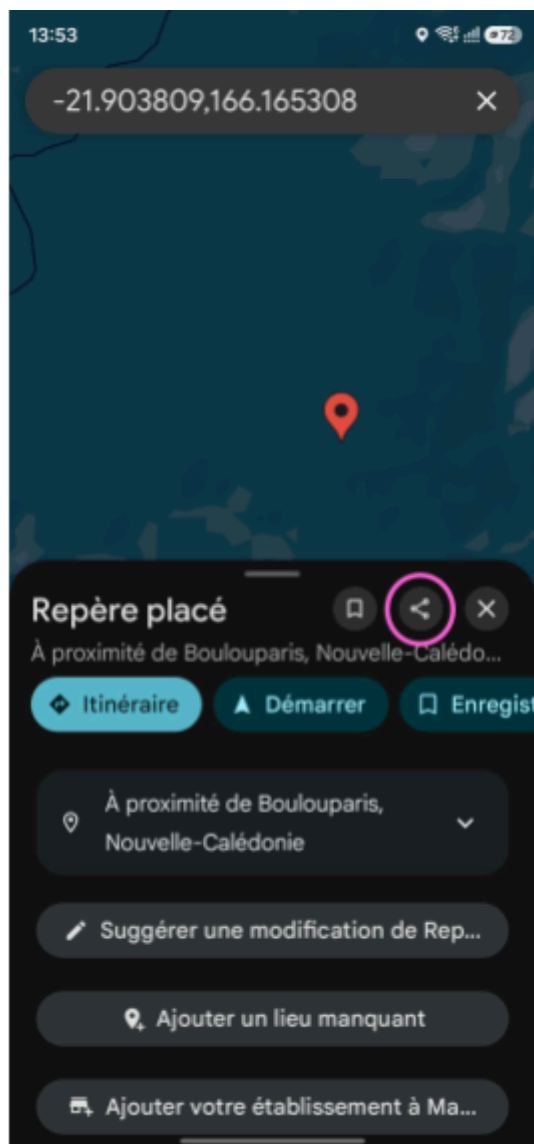 13:53
72
-21.903809,166.165308
Repère placé
À proximité de Boulouparis, Nouvelle-Calédo...
Itinéraire
Démarrer
Enregist
À proximité de Boulouparis,
Nouvelle-Calédonie
Suggérer une modification de Rep...
Ajouter un lieu manquant
Ajouter votre établissement à Ma...